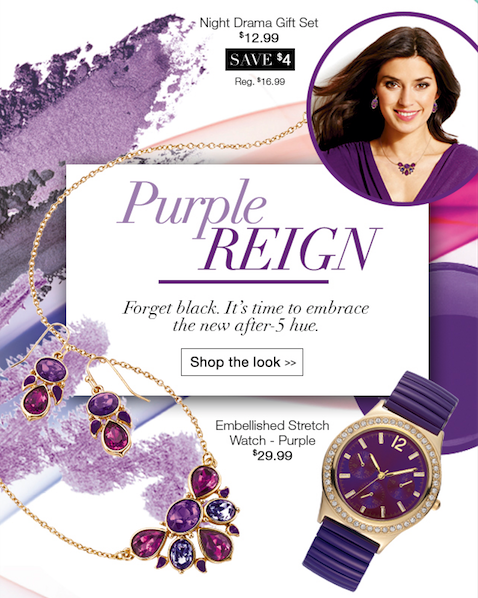 Night Drama Gift Set
$12.99
SAVE $4
Reg. $16.99
Purple
REIGN
Forget black. It's time to embrace
the new after-5 hue.
Shop the look >>
Embellished Stretch
Watch - Purple
$29.99